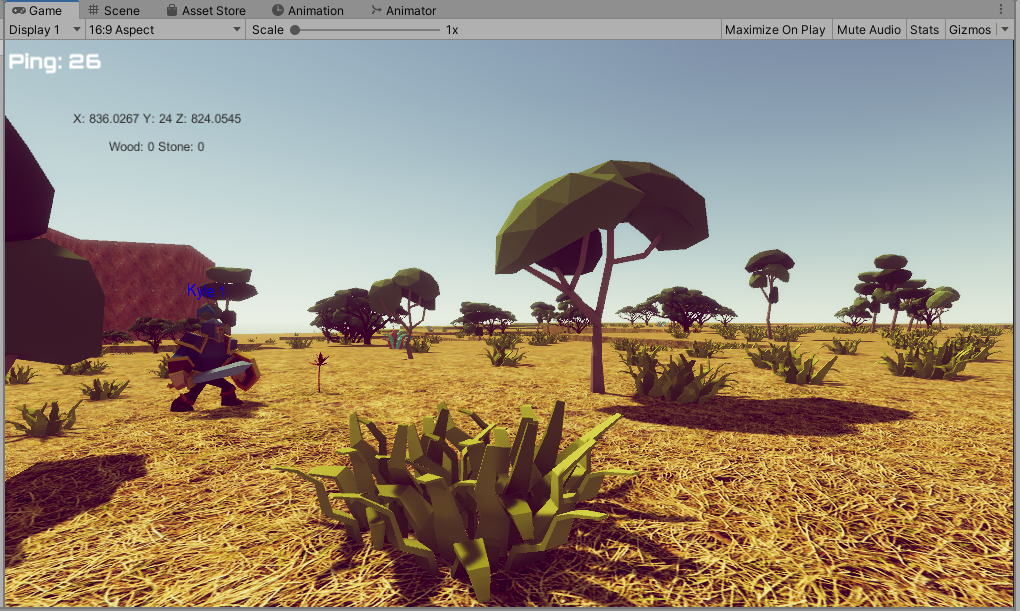 Game Scene Asset Store Animation Animator
Display 1 16:9 Aspect Scale 1x Maximize On Play Mute Audio Stats Gizmos
Ping: 26
X: 836.0267 Y: 24 Z: 824.0545
Wood: 0 Stone: 0